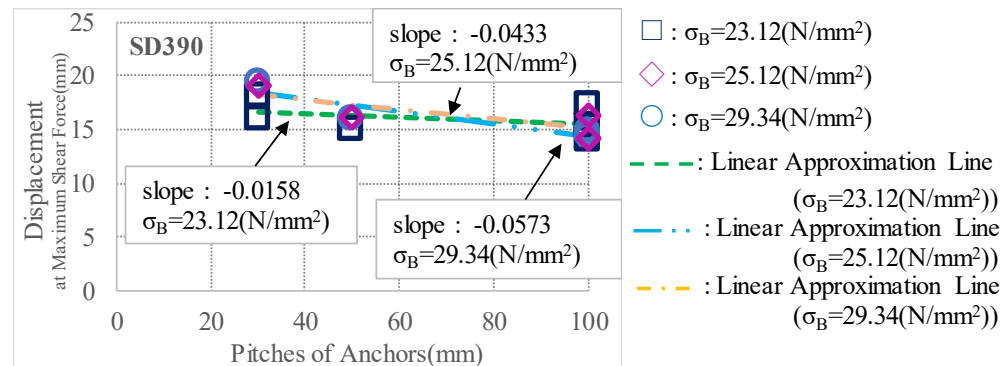 SD390
slope : -0.0433
σB=25.12(N/mm²)
slope : -0.0158
σB=23.12(N/mm²)
slope : -0.0573
σB=29.34(N/mm²)
Displacement
at Maximum Shear Force(mm)
25
20
15
10
5
0
0 20 40 60 80 100
Pitches of Anchors(mm)
: σB=23.12(N/mm²)
: σB=25.12(N/mm²)
: σB=29.34(N/mm²)
: Linear Approximation Line
(σB=23.12(N/mm²))
: Linear Approximation Line
(σB=25.12(N/mm²))
: Linear Approximation Line
(σB=29.34(N/mm²))